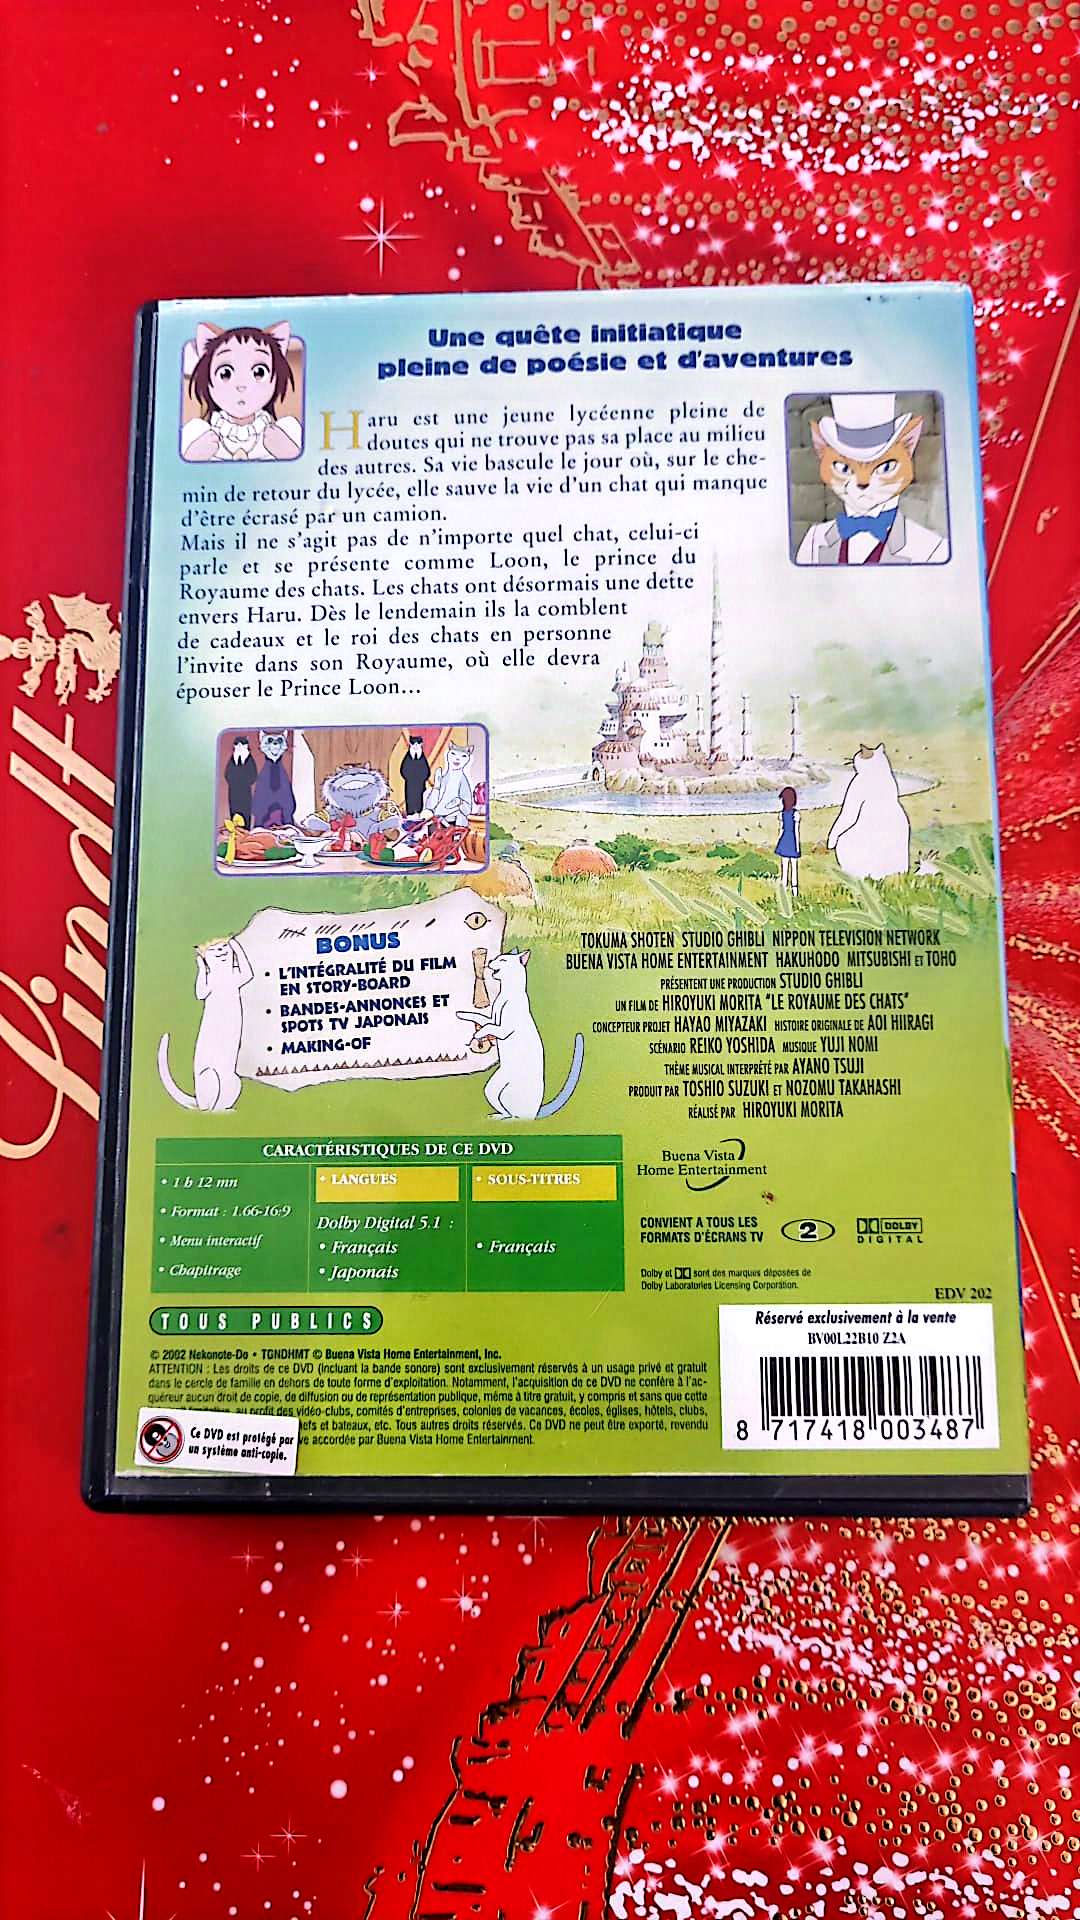 Une quête initiatique
pleine de poésie et d'aventures
Haru est une jeune lycéenne pleine de
doutes qui ne trouve pas sa place au milieu
des autres. Sa vie bascule le jour où, sur le che-
min de retour du lycée, elle sauve la vie d'un chat qui manque
d'être écrasé par un camion.
Mais il ne s'agit pas de n'importe quel chat, celui-ci
parle et se présente comme Loon, le prince du
Royaume des chats. Les chats ont désormais une dette
envers Haru. Dès le lendemain ils la comblent
de cadeaux et le roi des chats en personne
l'invite dans son Royaume, où elle devra
épouser le Prince Loon...
Lindt
BONUS
• L'INTÉGRALITÉ DU FILM
EN STORY-BOARD
• BANDES-ANNONCES ET
SPOTS TV JAPONAIS
• MAKING-OF
TOKUMA SHOTEN STUDIO GHIBLI NIPPON TELEVISION NETWORK
BUENA VISTA HOME ENTERTAINMENT HAKUHODO MITSUBISHI ET TOHO
PRÉSENTENT UNE PRODUCTION STUDIO GHIBLI
UN FILM DE HIROYUKI MORITA "LE ROYAUME DES CHATS"
CONCEPTEUR PROJET HAYAO MIYAZAKI HISTOIRE ORIGINALE DE AOI HIIRAGI
SCÉNARIO REIKO YOSHIDA MUSIQUE YUJI NOMI
THÈME MUSICAL INTERPRÉTÉ PAR AYANO TSUJI
PRODUIT PAR TOSHIO SUZUKI ET NOZOMU TAKAHASHI
RÉALISÉ PAR HIROYUKI MORITA
CARACTÉRISTIQUES DE CE DVD
• 1 h 12 mn
• Format : 1.66-16:9
• Menu interactif
• Chapitrage
• LANGUES
Dolby Digital 5.1 :
• Français
• Japonais
• SOUS-TITRES
• Français
Buena Vista
Home Entertainment
CONVIENT A TOUS LES
FORMATS D'ÉCRANS TV
2
DOLBY
DIGITAL
Dolby et sont des marques déposées de
Dolby Laboratories Licensing Corporation.
EDV 202
TOUS PUBLICS
Réservé exclusivement à la vente
BV00L22B10 Z2A
8 717418 003487
© 2002 Nekonote-Do • TGNDHMT © Buena Vista Home Entertainment, Inc.
ATTENTION : Les droits de ce DVD (incluant la bande sonore) sont exclusivement réservés à un usage privé et gratuit
dans le cercle de famille en dehors de toute forme d'exploitation. Notamment, l'acquisition de ce DVD ne confère à l'ac-
quéreur aucun droit de copie, de diffusion ou de représentation publique, même à titre gratuit, y compris et sans que cette
au profit des vidéo-clubs, comités d'entreprises, colonies de vacances, écoles, églises, hôtels, clubs,
et bateaux, etc. Tous autres droits réservés. Ce DVD ne peut être exporté, revendu
accordée par Buena Vista Home Entertainment.
Ce DVD est protégé par
un système anti-copie.